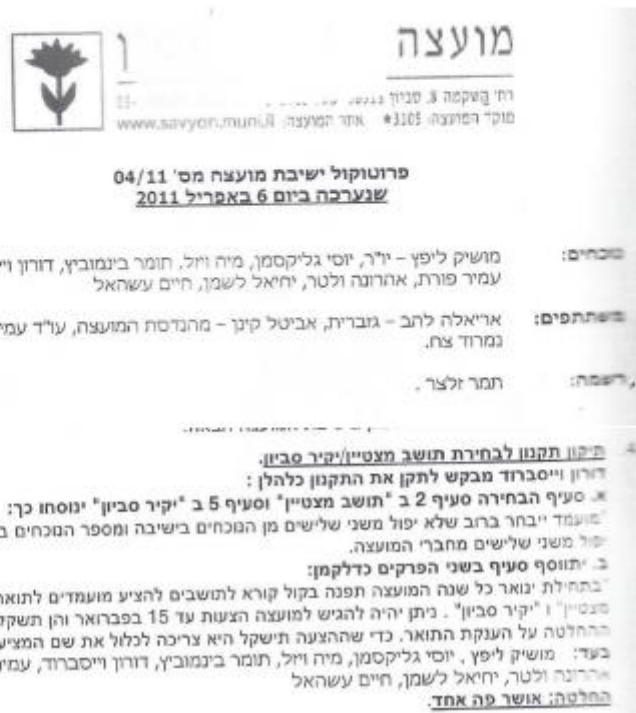 מועצה
רח' השקמה 8, סביון
מוקד המועצה: 3105* אתר המועצה: www.savyon.muni.il
פרוטוקול ישיבת מועצה מס' 04/11
שנערכה ביום 6 באפריל 2011
נוכחים: מושיק ליפץ – יו"ר, יוסי גליקסמן, מיה ויזל, תומר בינמוביץ, דורון
עמיר פורת, אהרונה ולטר, יחיאל לשמן, חיים עשהאל
משתתפים: אריאלה להב – גזברית, אביטל קינן – מהנדסת המועצה, עו"ד
נמרוד צח.
רשמה: תמר זלצר .
4. תיקון תקנון לבחירת תושב מצטיין/יקיר סביון.
דורון וייסברוד מבקש לתקן את התקנון כלהלן :
א. סעיף הבחירה סעיף 2 ב "תושב מצטיין" וסעיף 5 ב "יקיר סביון" ינוסחו כך:
"מועמד ייבחר ברוב שלא יפול משני שלישים מן הנוכחים בישיבה ומספר הנוכחים
יפול משני שלישים מחברי המועצה.
ב. יתווסף סעיף בשני הפרקים כדלקמן:
"בתחילת ינואר כל שנה המועצה תפנה בקול קורא לתושבים להציע מועמדים לתואר
מצטיין" ו "יקיר סביון" . ניתן יהיה להגיש למועצה הצעות עד 15 בפברואר והן
ההחלטה על הענקת התואר. כדי שההצעה תישקל היא צריכה לכלול את שם
בעד: מושיק ליפץ , יוסי גליקסמן, מיה ויזל, תומר בינמוביץ, דורון וייסברוד,
אהרונה ולטר, יחיאל לשמן, חיים עשהאל
החלטה: אושר פה אחד.